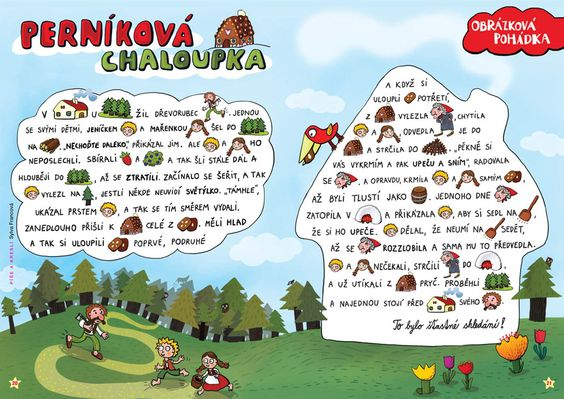 PERNÍKOVÁ
CHALOUPKA
V U ŽIL DŘEVORUBEC . JEDNOU
SE SVÝMI DĚTMI, JENÍČKEM A MAŘENKOU ŠEL DO
NA . „NECHOĎTE DALEKO,“ PŘIKÁZAL JIM. ALE A HO
NEPOSLECHLI. SBÍRALI A TAK ŠLI STÁLE DÁL A
HLOUBĚJI DO , AŽ SE ZTRATILI. ZAČÍNALO SE ŠEŘIT, A TAK
VYLEZL NA JESTLI NĚKDE NEUVIDÍ SVĚTÝLKO. „TÁMHLE“,
UKÁZAL PRSTEM , A TAK SE TÍM SMĚREM VYDALI.
ZANEDLOUHO PŘIŠLI K CELÉ Z . MĚLI HLAD
A TAK SI ULOUPILI POPRVÉ, PODRUHÉ
PÍŠE A KRESLÍ Sylva Francová
20
OBRÁZKOVÁ
POHÁDKA
A KDYŽ SI
ULOUPLI POTŘETÍ,
Z VYLEZLA CHYTILA
A , ODVEDLA JE DO
A STRČILA DO . „PĚKNĚ SI
VÁS VYKRMÍM A PAK UPEČU A SNÍM“, RADOVALA
SE , A OPRAVDU, KRMILA A SAMÝM
AŽ BYLI TLUSTÍ JAKO . JEDNOHO DNE
ZATOPILA V A PŘIKÁZALA , ABY SI SEDL NA ,
ŽE SI HO UPEČE. DĚLAL, ŽE NEUMÍ NA SEDĚT,
AŽ SE ROZZLOBILA A SAMA MU TO PŘEDVEDLA.
A NEČEKALI, STRČILI DO ,
A UŽ UTÍKALI Z PRYČ. PROBĚHLI
A NAJEDNOU STOJÍ PŘED SVÉHO .
To bylo šťastné shledání!
21